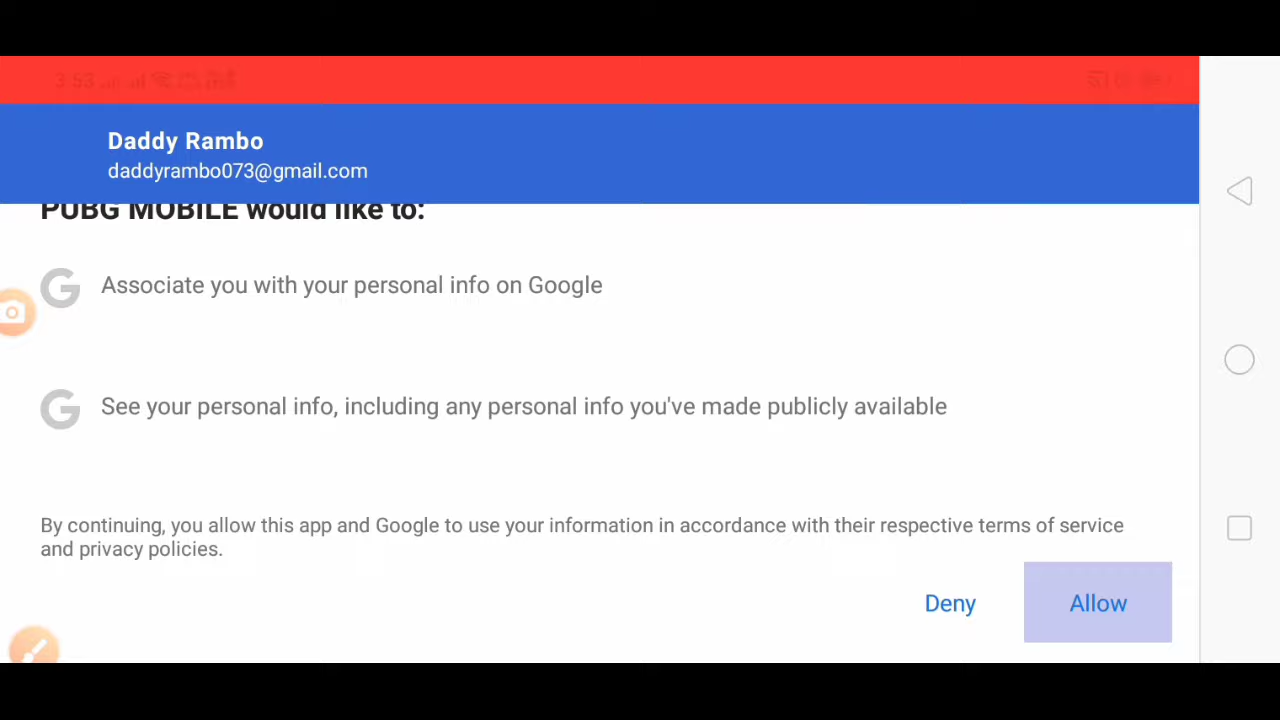 3:53
Daddy Rambo
daddyrambo073@gmail.com
PUBG MOBILE would like to:
Associate you with your personal info on Google
See your personal info, including any personal info you've made publicly available
By continuing, you allow this app and Google to use your information in accordance with their respective terms of service
and privacy policies.
Deny
Allow